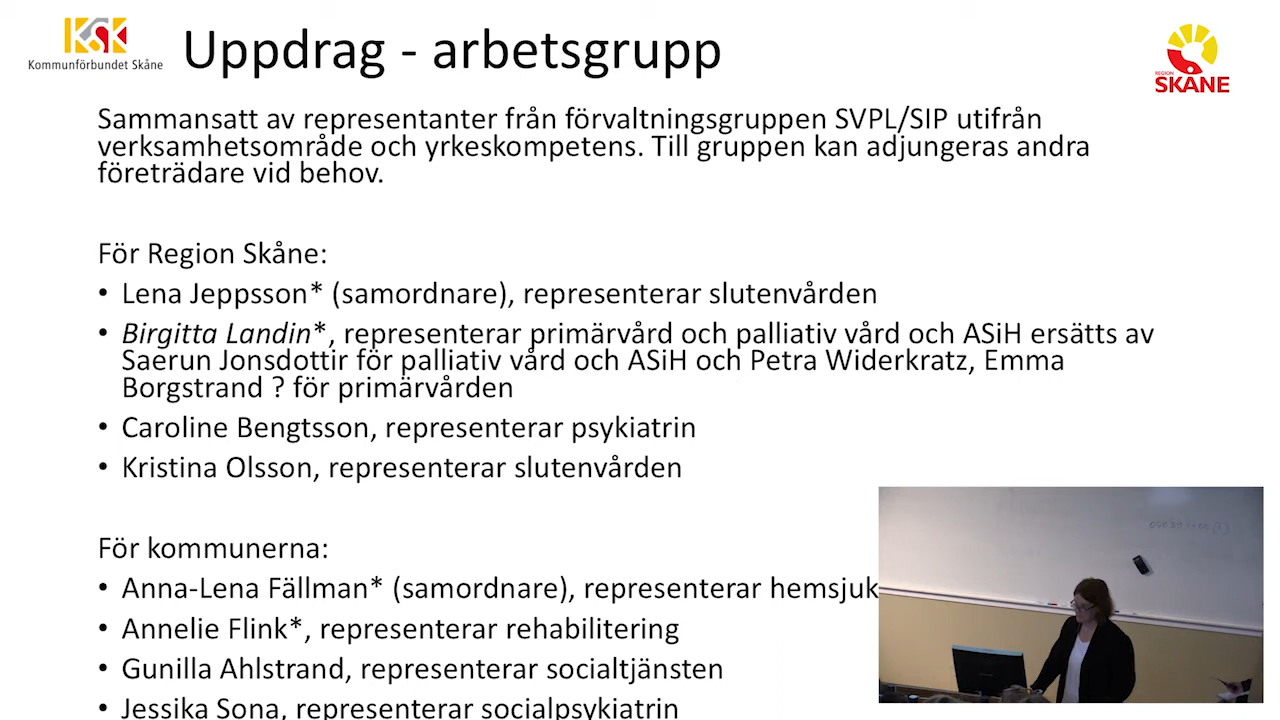 KSK
Kommunförbundet Skåne
Uppdrag - arbetsgrupp
REGION
SKÅNE
Sammansatt av representanter från förvaltningsgruppen SVPL/SIP utifrån
verksamhetsområde och yrkeskompetens. Till gruppen kan adjungeras andra
företrädare vid behov.
För Region Skåne:
• Lena Jeppsson* (samordnare), representerar slutenvården
• Birgitta Landin*, representerar primärvård och palliativ vård och ASiH ersätts av
Saerun Jonsdottir för palliativ vård och ASiH och Petra Widerkratz, Emma
Borgstrand ? för primärvården
• Caroline Bengtsson, representerar psykiatrin
• Kristina Olsson, representerar slutenvården
För kommunerna:
• Anna-Lena Fällman* (samordnare), representerar hemsjuk
• Annelie Flink*, representerar rehabilitering
• Gunilla Ahlstrand, representerar socialtjänsten
• Jessika Sona, representerar socialpsykiatrin